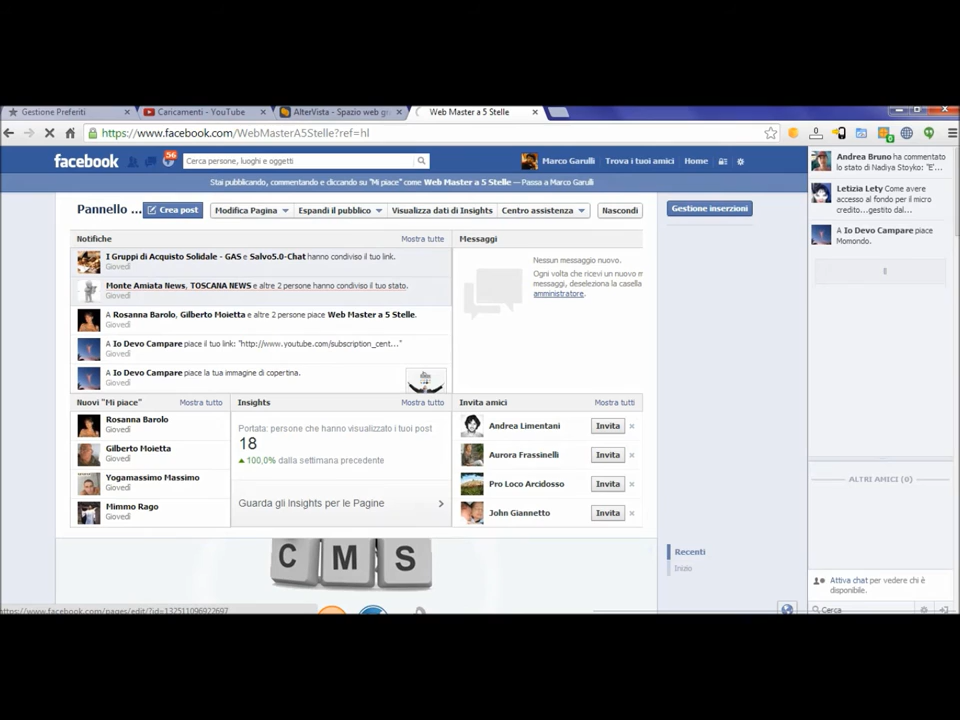 Gestione Preferiti
Caricamenti - YouTube
AlterVista - Spazio web gr
Web Master a 5 Stelle
https://www.facebook.com/WebMasterA5Stelle?ref=hl
facebook
56
Cerca persone, luoghi e oggetti
Marco Garulli
Trova i tuoi amici
Home
Stai pubblicando, commentando e cliccando su "Mi piace" come Web Master a 5 Stelle — Passa a Marco Garulli
Pannello ...
Crea post
Modifica Pagina
Espandi il pubblico
Visualizza dati di Insights
Centro assistenza
Nascondi
Gestione inserzioni
Notifiche
Mostra tutte
I Gruppi di Acquisto Solidale - GAS e Salvo5.0-Chat hanno condiviso il tuo link.
Giovedì
Monte Amiata News, TOSCANA NEWS e altre 2 persone hanno condiviso il tuo stato.
Giovedì
A Rosanna Barolo, Gilberto Moietta e altre 2 persone piace Web Master a 5 Stelle.
Giovedì
A Io Devo Campare piace il tuo link: "http://www.youtube.com/subscription_cent..."
Giovedì
A Io Devo Campare piace la tua immagine di copertina.
Giovedì
Messaggi
Nessun messaggio nuovo.
Ogni volta che ricevi un nuovo m
messaggi, deseleziona la casella
amministratore.
Nuovi "Mi piace"
Mostra tutto
Rosanna Barolo
Giovedì
Gilberto Moietta
Giovedì
Yogamassimo Massimo
Giovedì
Mimmo Rago
Giovedì
Insights
Mostra tutto
Portata: persone che hanno visualizzato i tuoi post
18
100,0% dalla settimana precedente
Guarda gli Insights per le Pagine
Invita amici
Mostra tutti
Andrea Limentani
Invita
Aurora Frassinelli
Invita
Pro Loco Arcidosso
Invita
John Giannetto
Invita
CMS
Recenti
Inizio
Andrea Bruno ha commentato
lo stato di Nadiya Stoyko: "E'...
Letizia Lety Come avere
accesso al fondo per il micro
credito...gestito dal...
A Io Devo Campare piace
Momondo.
ALTRI AMICI (0)
Attiva chat per vedere chi è
disponibile.
Cerca
https://www.facebook.com/pages/edit/?id=132511096922697